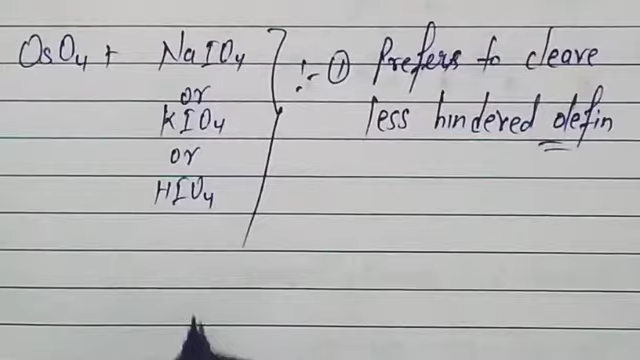 OsO4 + NaIO4 :- ① Prefers to cleave
or
KIO4 less hindered olefin
or
HIO4